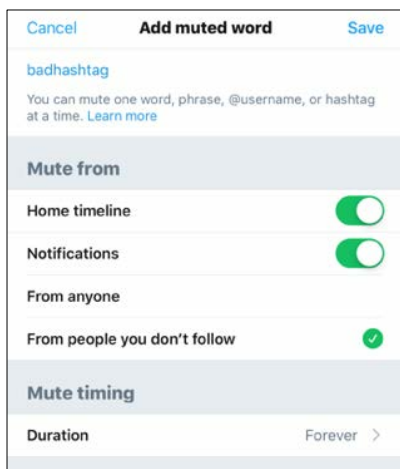 Cancel Add muted word Save
badhashtag
You can mute one word, phrase, @username, or hashtag
at a time. Learn more
Mute from
Home timeline
Notifications
From anyone
From people you don't follow
Mute timing
Duration Forever >